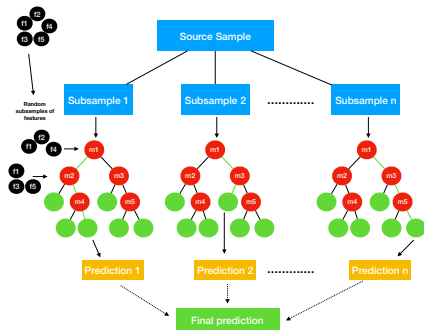 f2
f1 f4
f3 f5
Source Sample
Subsample 1 Subsample 2 Subsample n
Random
subsamples of
features
f2
f1 f4
m1 m1 m1
f1
f3 f5
m2 m3 m2 m3 m2 m3
m4 m5 m4 m5 m4 m5
Prediction 1 Prediction 2 Prediction n
Final prediction